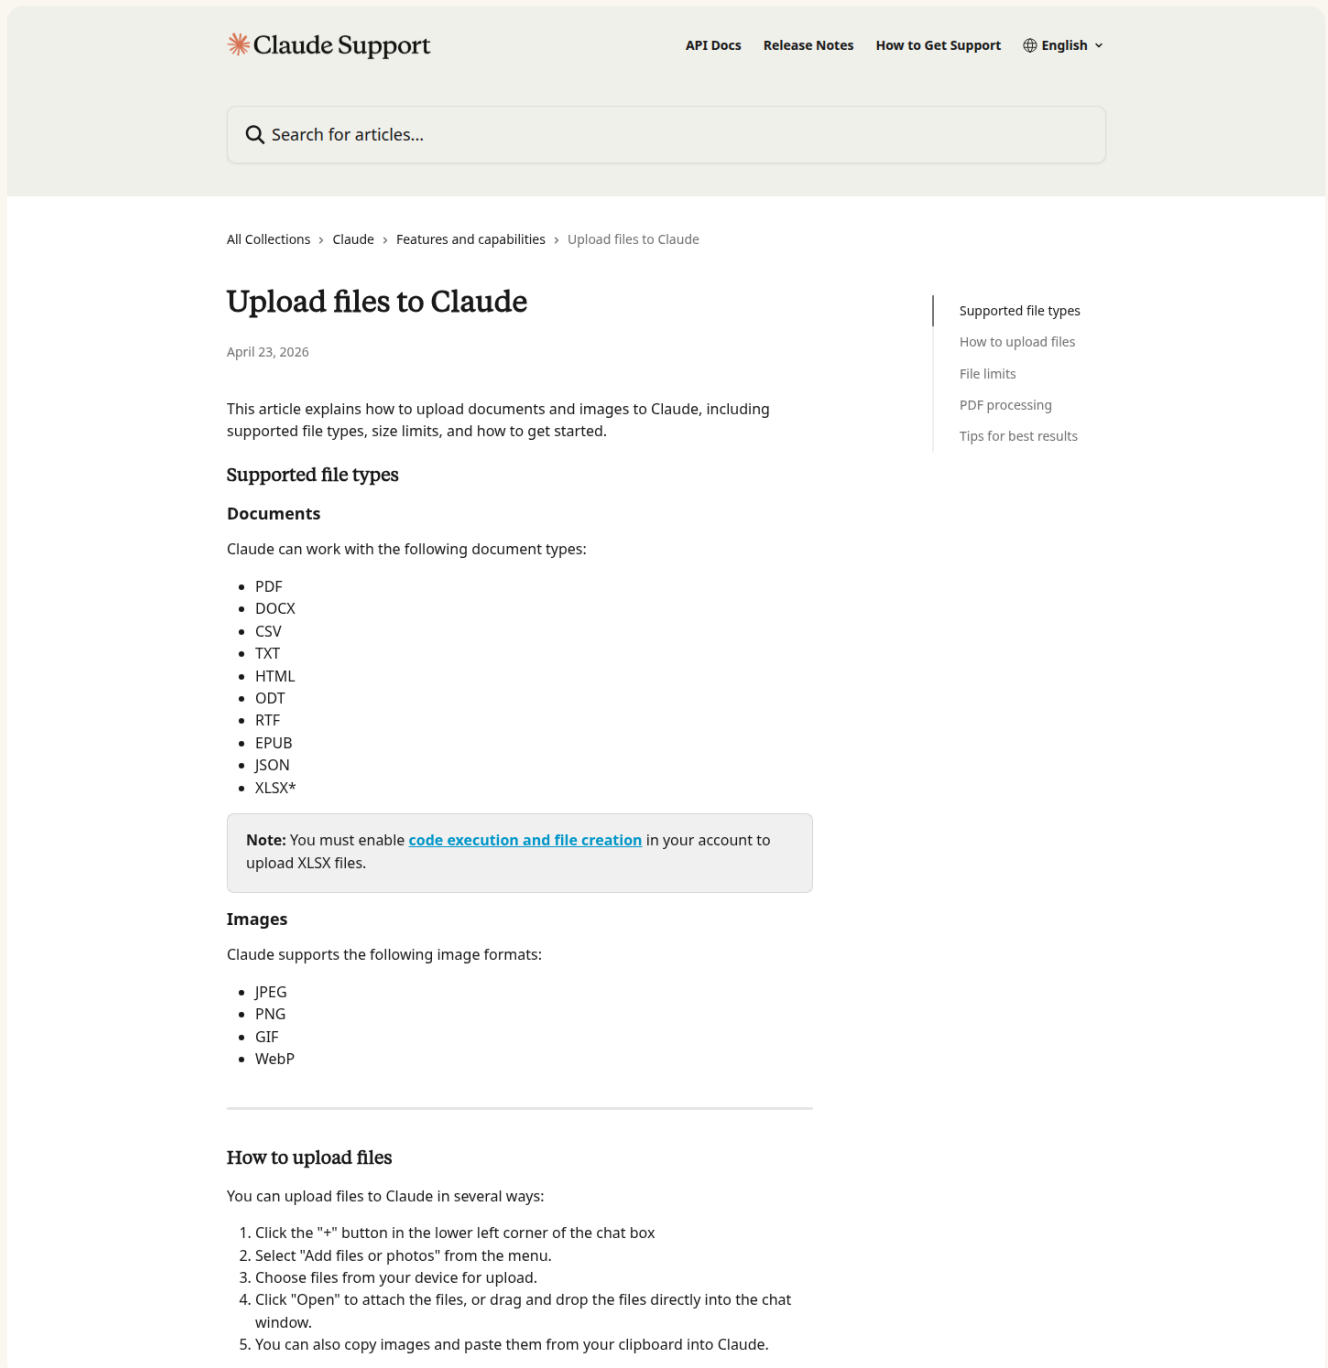 Claude Support
API Docs
Release Notes
How to Get Support
English
Search for articles...
All Collections
Claude
Features and capabilities
Upload files to Claude
Upload files to Claude
April 23, 2026
Supported file types
How to upload files
File limits
PDF processing
Tips for best results
This article explains how to upload documents and images to Claude, including
supported file types, size limits, and how to get started.
Supported file types
Documents
Claude can work with the following document types:
PDF
DOCX
CSV
TXT
HTML
ODT
RTF
EPUB
JSON
XLSX*
Note: You must enable code execution and file creation in your account to
upload XLSX files.
Images
Claude supports the following image formats:
JPEG
PNG
GIF
WebP
How to upload files
You can upload files to Claude in several ways:
1. Click the "+" button in the lower left corner of the chat box
2. Select "Add files or photos" from the menu.
3. Choose files from your device for upload.
4. Click "Open" to attach the files, or drag and drop the files directly into the chat
window.
5. You can also copy images and paste them from your clipboard into Claude.